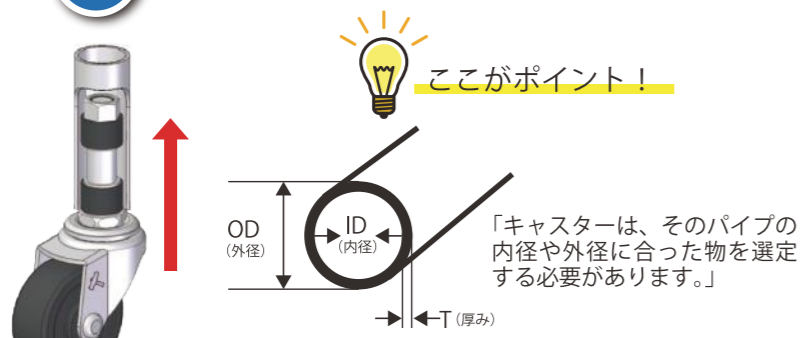 ここがポイント！
OD
（外径）
ID
（内径）
T（厚み）
「キャスターは、そのパイプの
内径や外径に合った物を選定
する必要があります。」